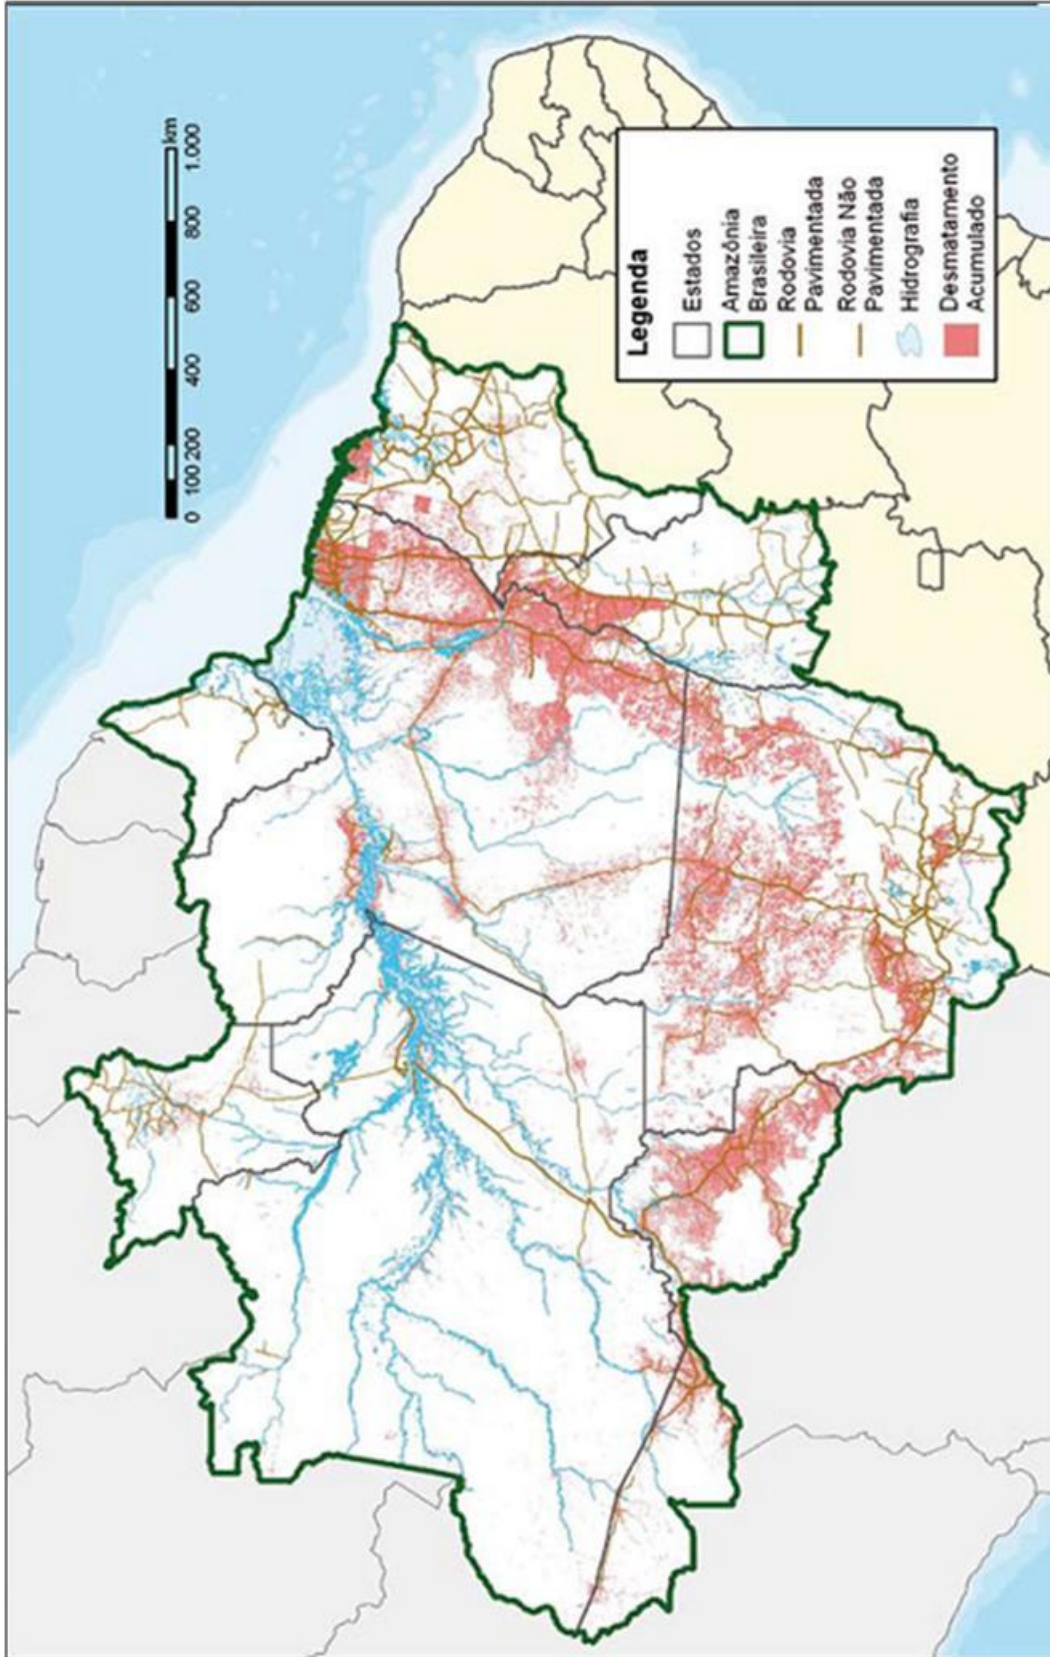 Legenda
Estados
Amazônia
Brasileira
Rodovia
Pavimentada
Rodovia Não
Pavimentada
Hidrografia
Desmatamento
Acumulado
0 100 200 400 600 800 1.000
km